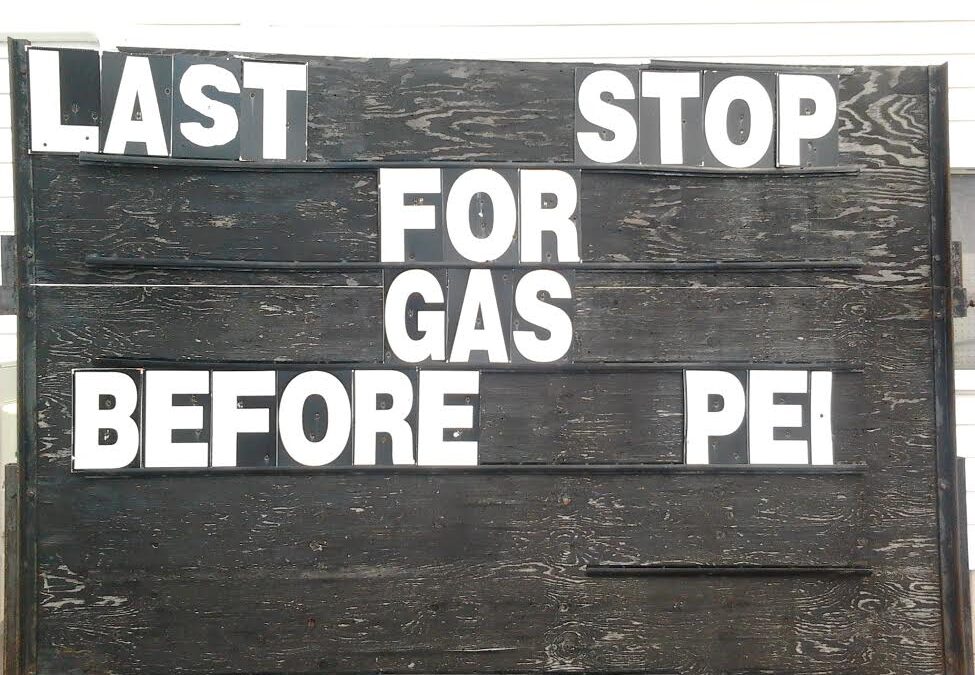 LAST STOP
FOR
GAS
BEFORE PEI